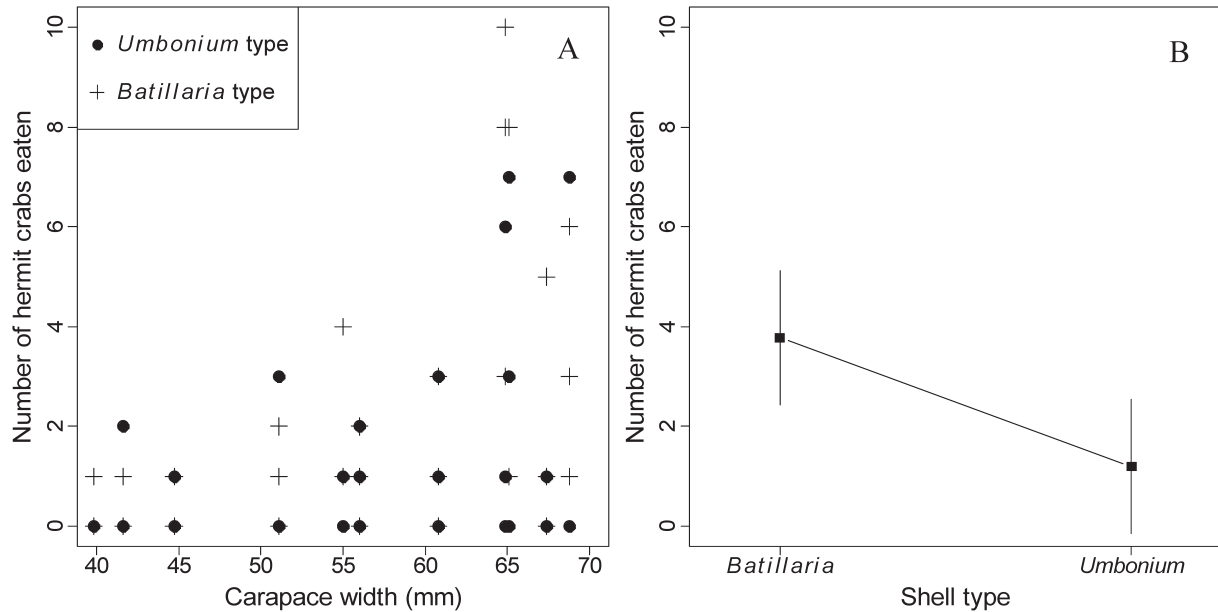 Umbonium type
Batillaria type
A
Number of hermit crabs eaten
10
8
6
4
2
0
40 45 50 55 60 65 70
Carapace width (mm)
B
Number of hermit crabs eaten
10
8
6
4
2
0
Batillaria Umbonium
Shell type